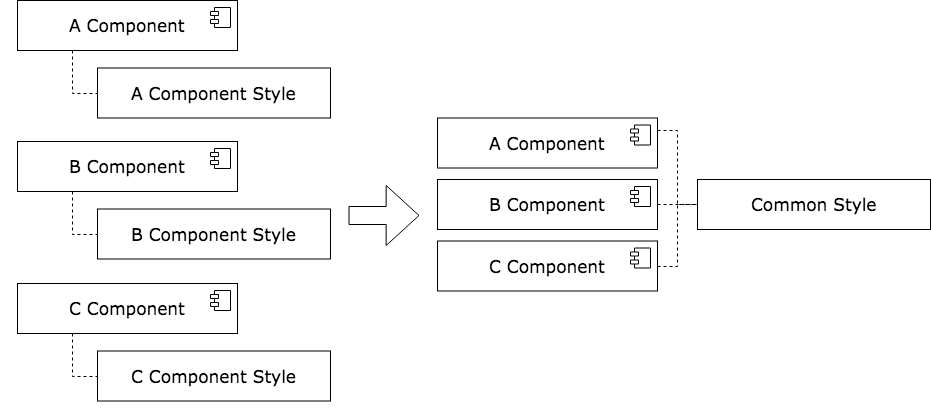 A Component
A Component Style
B Component
B Component Style
C Component
C Component Style
A Component
B Component
C Component
Common Style